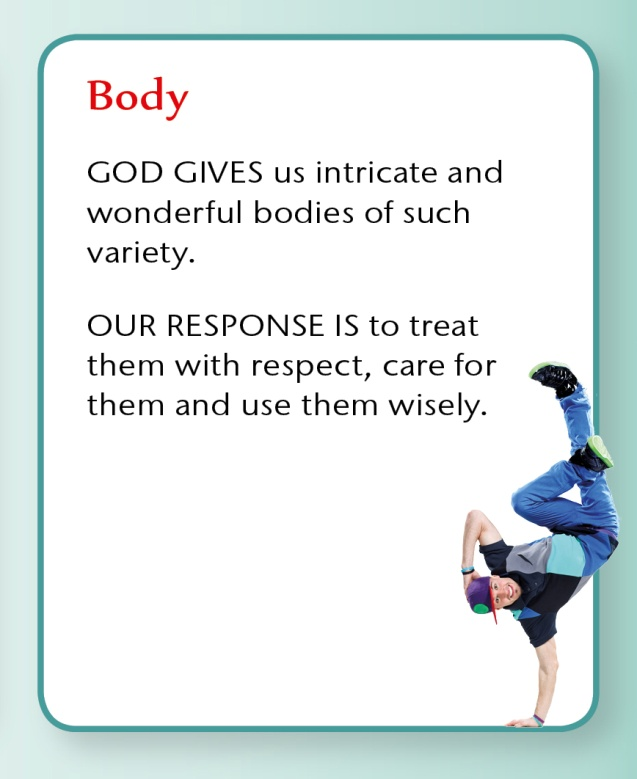 Body
GOD GIVES us intricate and
wonderful bodies of such
variety.
OUR RESPONSE IS to treat
them with respect, care for
them and use them wisely.